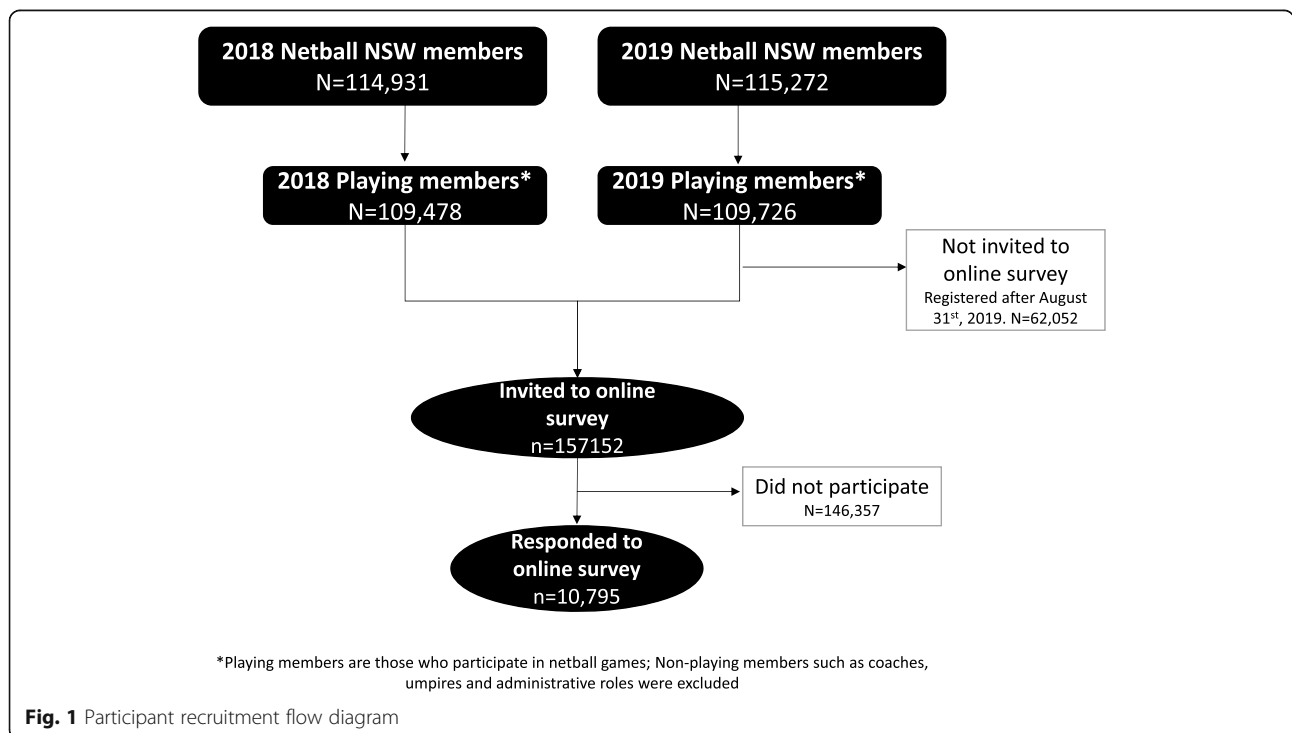 2018 Netball NSW members
N=114,931
2019 Netball NSW members
N=115,272
2018 Playing members*
N=109,478
2019 Playing members*
N=109,726
Not invited to
online survey
Registered after August
31st, 2019. N=62,052
Invited to online
survey
n=157152
Did not participate
N=146,357
Responded to
online survey
n=10,795
*Playing members are those who participate in netball games; Non-playing members such as coaches,
umpires and administrative roles were excluded
Fig. 1 Participant recruitment flow diagram